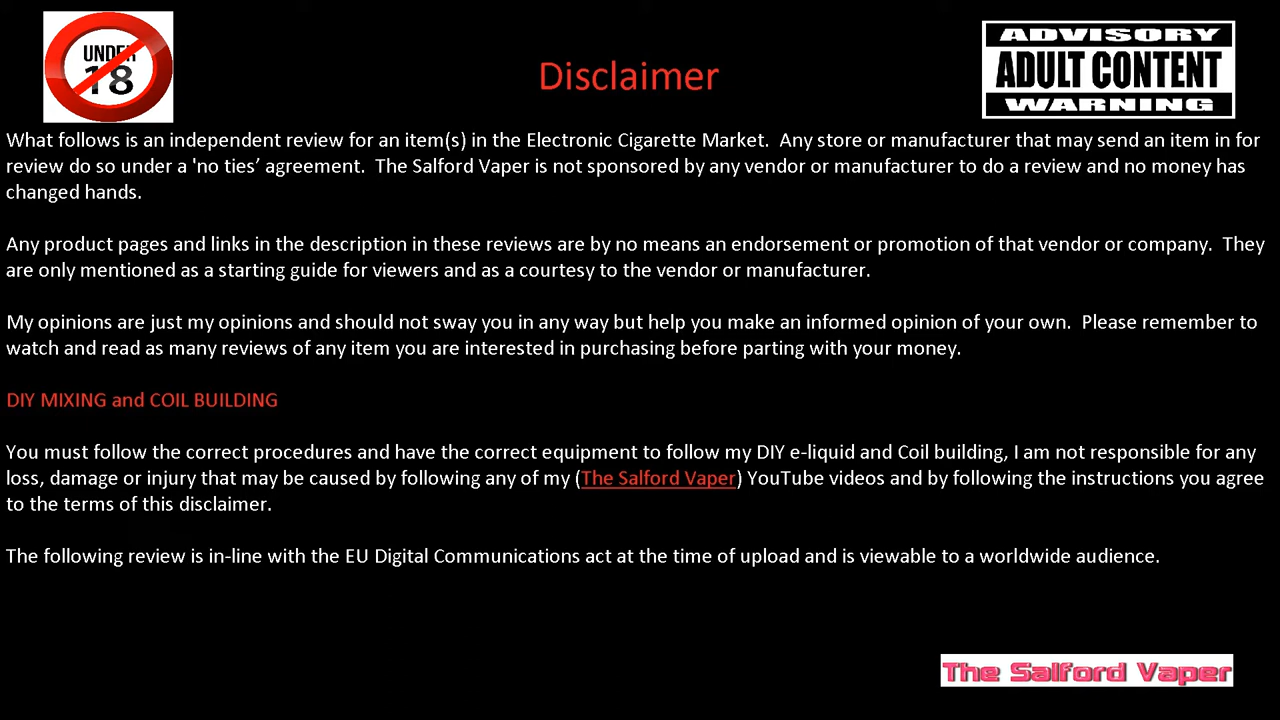 UNDER
18
Disclaimer
ADVISORY
ADULT CONTENT
WARNING
What follows is an independent review for an item(s) in the Electronic Cigarette Market.  Any store or manufacturer that may send an item in for
review do so under a 'no ties’ agreement.  The Salford Vaper is not sponsored by any vendor or manufacturer to do a review and no money has
changed hands.
Any product pages and links in the description in these reviews are by no means an endorsement or promotion of that vendor or company.  They
are only mentioned as a starting guide for viewers and as a courtesy to the vendor or manufacturer.
My opinions are just my opinions and should not sway you in any way but help you make an informed opinion of your own.  Please remember to
watch and read as many reviews of any item you are interested in purchasing before parting with your money.
DIY MIXING and COIL BUILDING
You must follow the correct procedures and have the correct equipment to follow my DIY e-liquid and Coil building, I am not responsible for any
loss, damage or injury that may be caused by following any of my (The Salford Vaper) YouTube videos and by following the instructions you agree
to the terms of this disclaimer.
The following review is in-line with the EU Digital Communications act at the time of upload and is viewable to a worldwide audience.
The Salford Vaper